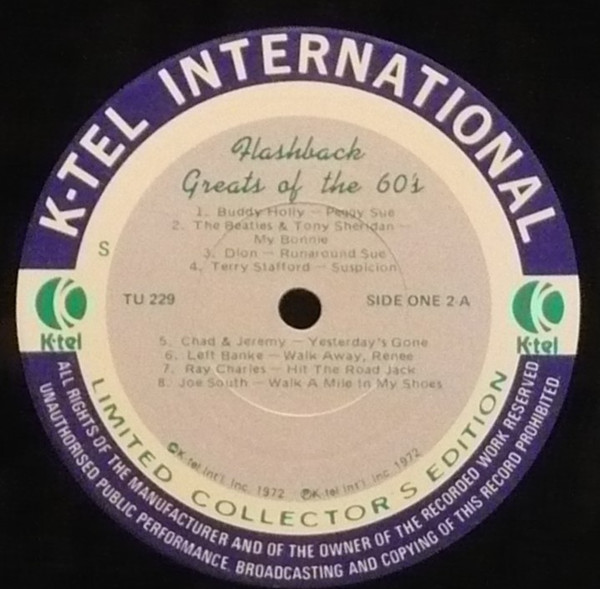 K-TEL INTERNATIONAL
Flashback
Greats of the 60's
1. Buddy Holly — Peggy Sue
2. The Beatles & Tony Sheridan —
My Bonnie
3. Dion — Runaround Sue
4. Terry Stafford — Suspicion
S
TU 229
SIDE ONE 2-A
K-tel
K-tel
5. Chad & Jeremy — Yesterday's Gone
6. Left Banke — Walk Away, Renee
7. Ray Charles — Hit The Road Jack
8. Joe South — Walk A Mile In My Shoes
©K-tel Int'l. Inc. 1972 ℗K-tel Int'l. Inc. 1972
LIMITED COLLECTOR'S EDITION
ALL RIGHTS OF THE MANUFACTURER AND OF THE OWNER OF THE RECORDED WORK RESERVED
UNAUTHORISED PUBLIC PERFORMANCE, BROADCASTING AND COPYING OF THIS RECORD PROHIBITED.